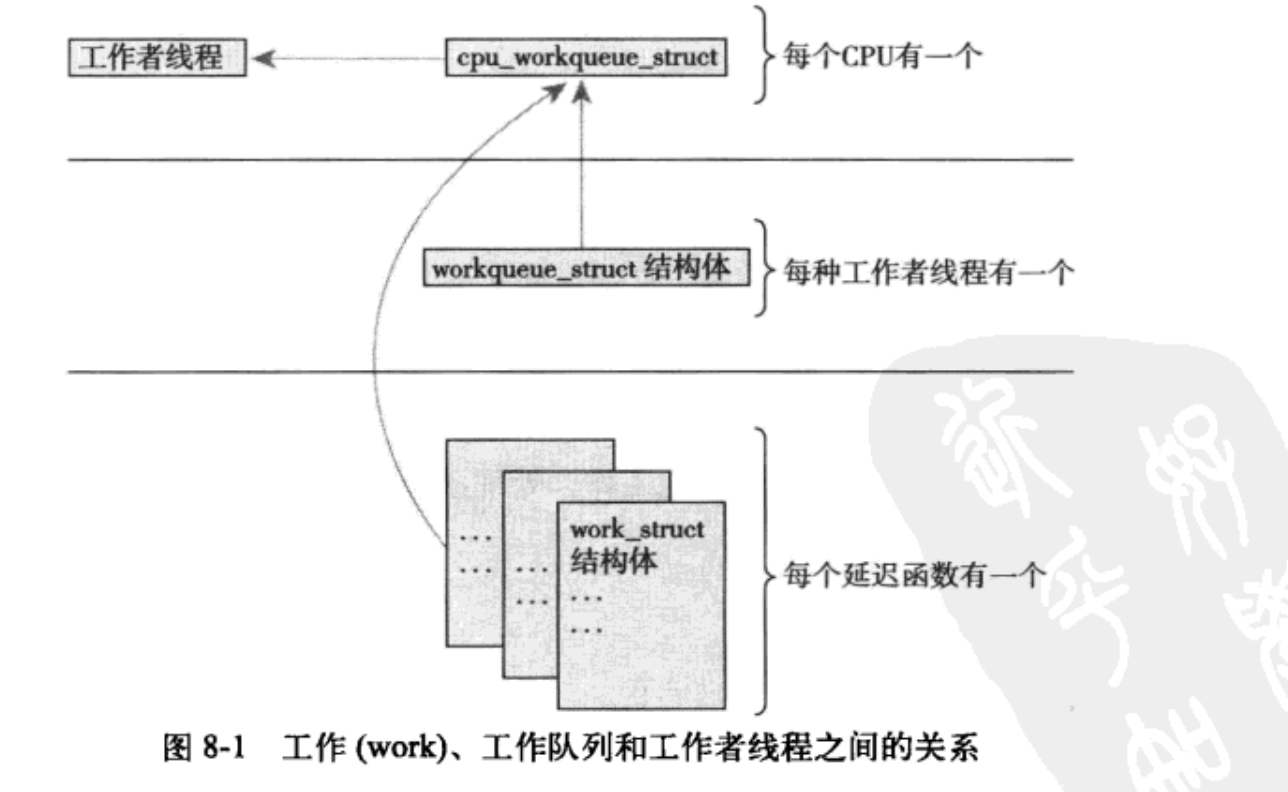 工作者线程
cpu_workqueue_struct
每个CPU有一个
workqueue_struct 结构体
每种工作者线程有一个
...
...
...
...
work_struct
结构体
...
...
每个延迟函数有一个
图 8-1 工作 (work)、工作队列和工作者线程之间的关系